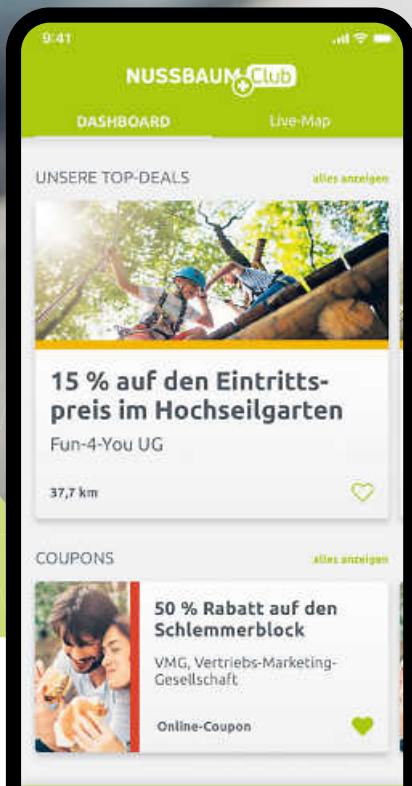 9:41
NUSSBAUM Club
DASHBOARD Live-Map
UNSERE TOP-DEALS alles anzeigen
15 % auf den Eintritts-
preis im Hochseilgarten
Fun-4-You UG
37,7 km
COUPONS alles anzeigen
50 % Rabatt auf den
Schlemmerblock
VMG, Vertriebs-Marketing-
Gesellschaft
Online-Coupon